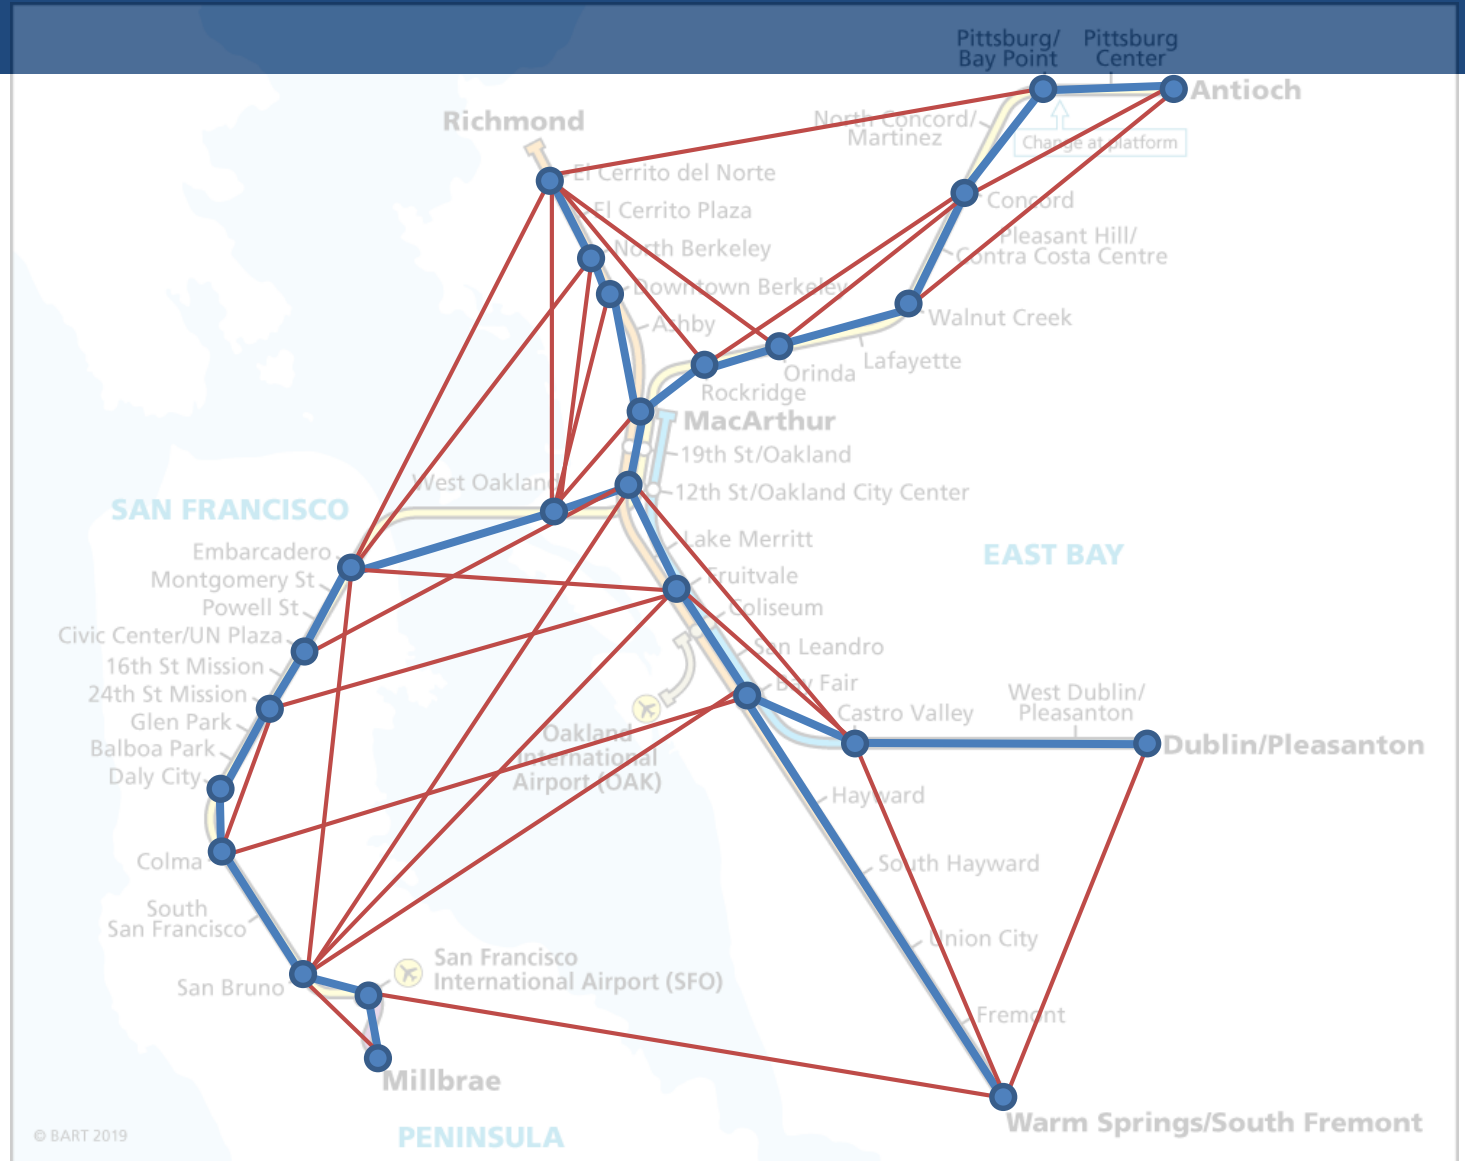 Pittsburg/
Bay Point
Pittsburg
Center
Antioch
Richmond
North Concord/
Martinez
Change at platform
El Cerrito del Norte
Concord
El Cerrito Plaza
Pleasant Hill/
Contra Costa Centre
North Berkeley
Downtown Berkeley
Walnut Creek
Ashby
Lafayette
Orinda
Rockridge
MacArthur
19th St/Oakland
West Oakland
12th St/Oakland City Center
SAN FRANCISCO
Lake Merritt
EAST BAY
Embarcadero
Montgomery St
Fruitvale
Powell St
Coliseum
Civic Center/UN Plaza
San Leandro
16th St Mission
Bay Fair
24th St Mission
West Dublin/
Pleasanton
Glen Park
Castro Valley
Oakland
International
Airport (OAK)
Balboa Park
Dublin/Pleasanton
Daly City
Hayward
Colma
South Hayward
South
San Francisco
Union City
San Francisco
International Airport (SFO)
San Bruno
Fremont
Millbrae
Warm Springs/South Fremont
© BART 2019
PENINSULA